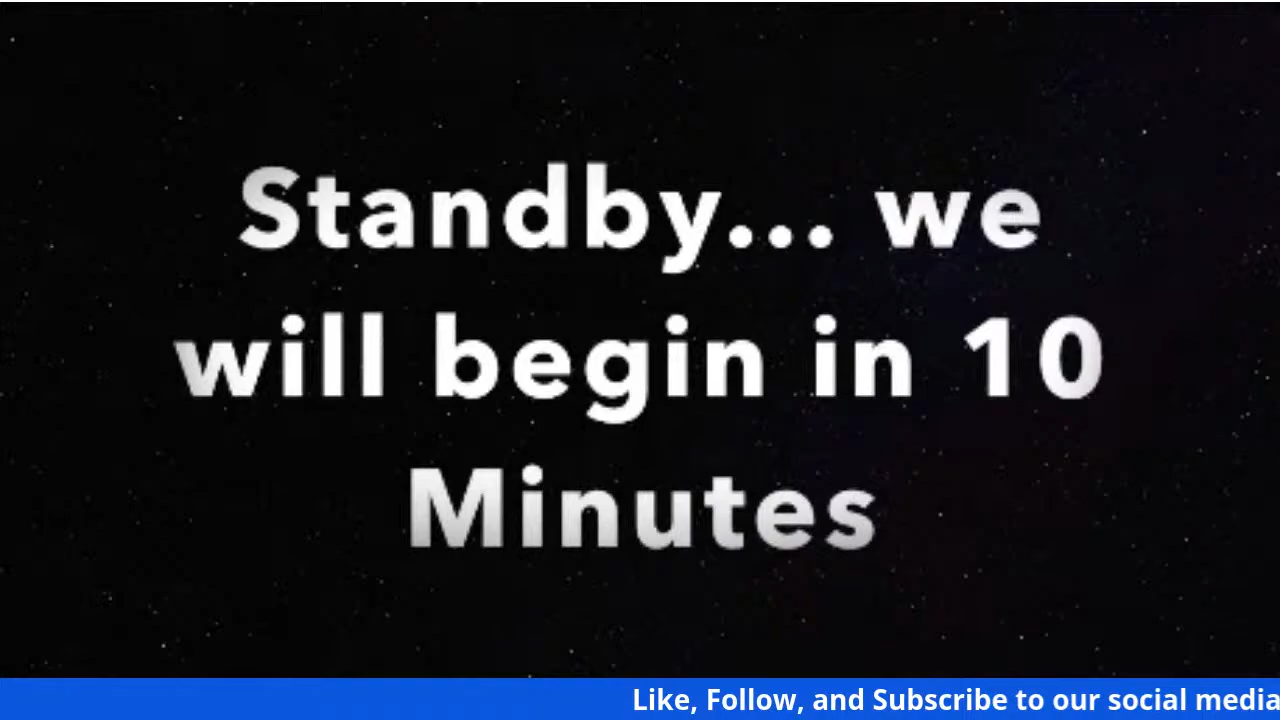 Standby... we
will begin in 10
Minutes
Like, Follow, and Subscribe to our social media